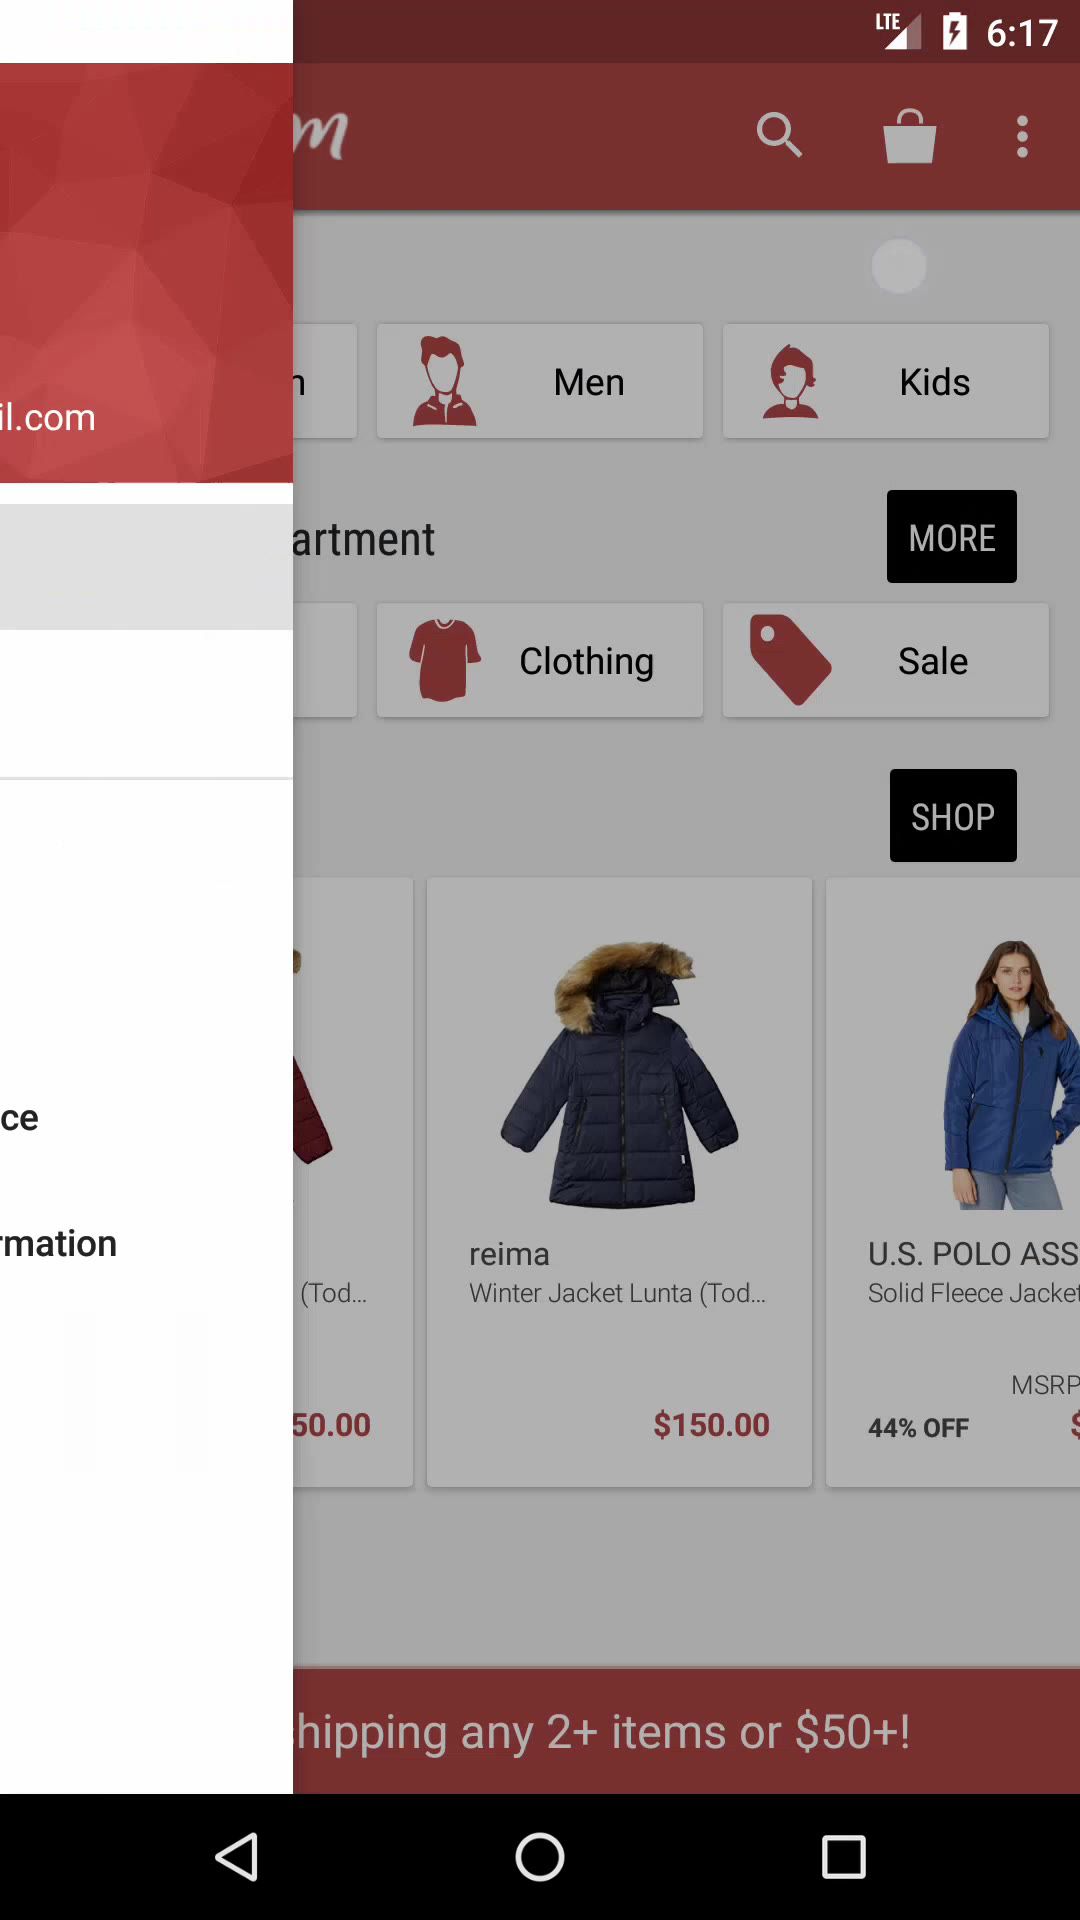 LTE 6:17
m
il.com
n
Men
Kids
artment
MORE
Clothing
Sale
SHOP
ce
rmation
(Tod...
50.00
reima
Winter Jacket Lunta (Tod...
$150.00
U.S. POLO ASS
Solid Fleece Jacket
MSRP
44% OFF
$
shipping any 2+ items or $50+!